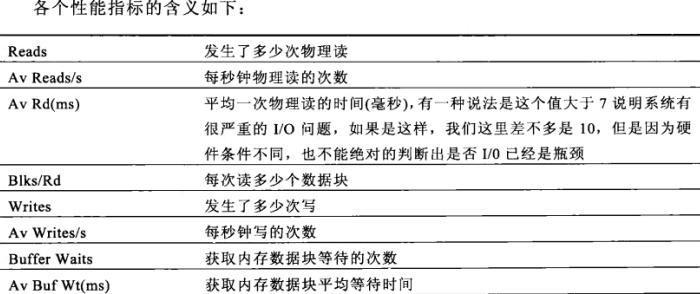 各个性能指标的含义如下：
Reads 发生了多少次物理读
Av Reads/s 每秒钟物理读的次数
Av Rd(ms) 平均一次物理读的时间(毫秒)，有一种说法是这个值大于 7 说明系统有
很严重的 I/O 问题，如果是这样，我们这里差不多是 10，但是因为硬
件条件不同，也不能绝对的判断出是否 I/0 已经是瓶颈
Blks/Rd 每次读多少个数据块
Writes 发生了多少次写
Av Writes/s 每秒钟写的次数
Buffer Waits 获取内存数据块等待的次数
Av Buf Wt(ms) 获取内存数据块平均等待时间